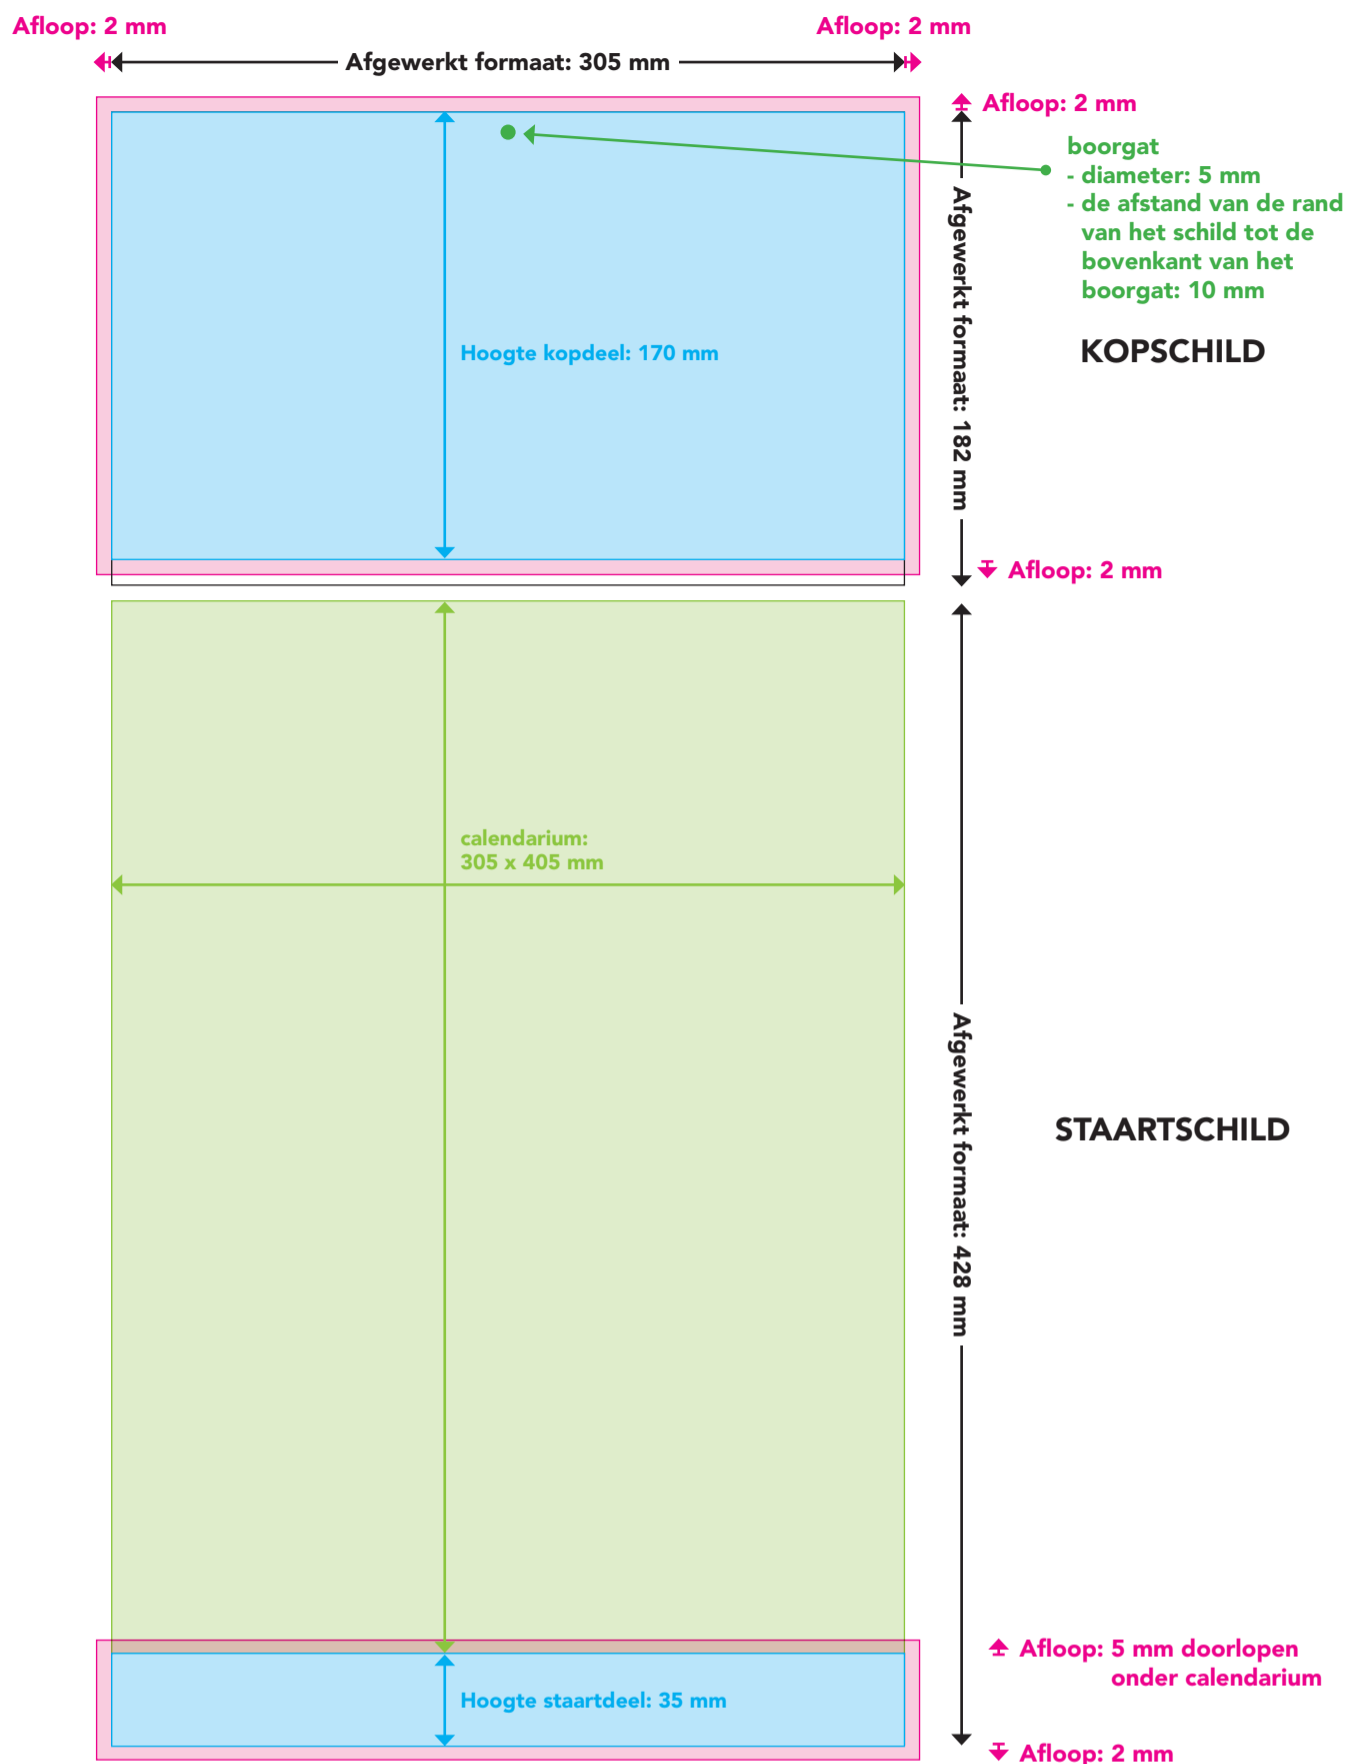 Afloop: 2 mm
Afloop: 2 mm
Afgewerkt formaat: 305 mm
Afloop: 2 mm
boorgat
- diameter: 5 mm
- de afstand van de rand
van het schild tot de
bovenkant van het
boorgat: 10 mm
Afgewerkt formaat: 182 mm
Hoogte kopdeel: 170 mm
KOPSCHILD
Afloop: 2 mm
calendarium:
305 x 405 mm
Afgewerkt formaat: 428 mm
STAARTSCHILD
Afloop: 5 mm doorlopen
onder calendarium
Hoogte staartdeel: 35 mm
Afloop: 2 mm